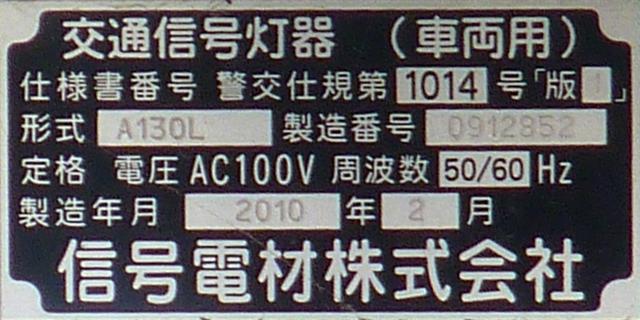 交通信号灯器 (車両用)
仕様書番号 警交仕規第 1014 号「版1」
形式 A130L 製造番号 0912852
定格 電圧 AC100V 周波数 50/60 Hz
製造年月 2010 年 2 月
信号電材株式会社